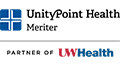 UnityPoint Health
Meriter
PARTNER OF UWHealth